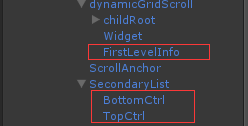 dynamicGridScroll
childRoot
Widget
FirstLevelInfo
ScrollAnchor
SecondaryList
BottomCtrl
TopCtrl